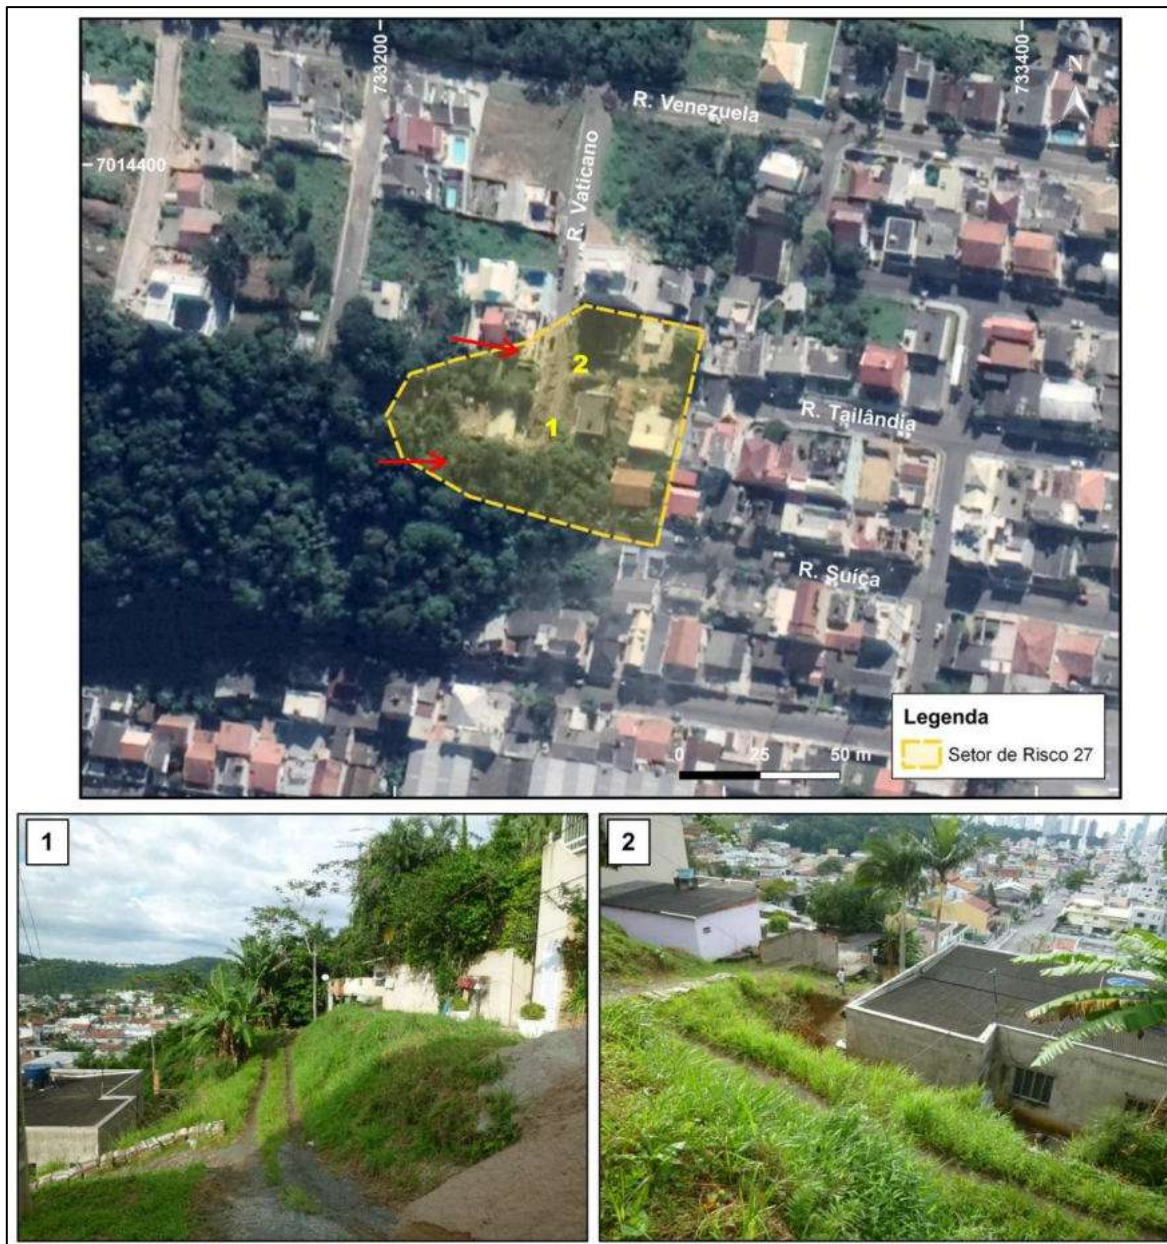 733200
733400
N
R. Venezuela
7014400
R. Vaticano
2
R. Tailândia
1
R. Suíça
Legenda
Setor de Risco 27
0 25 50 m
1
2